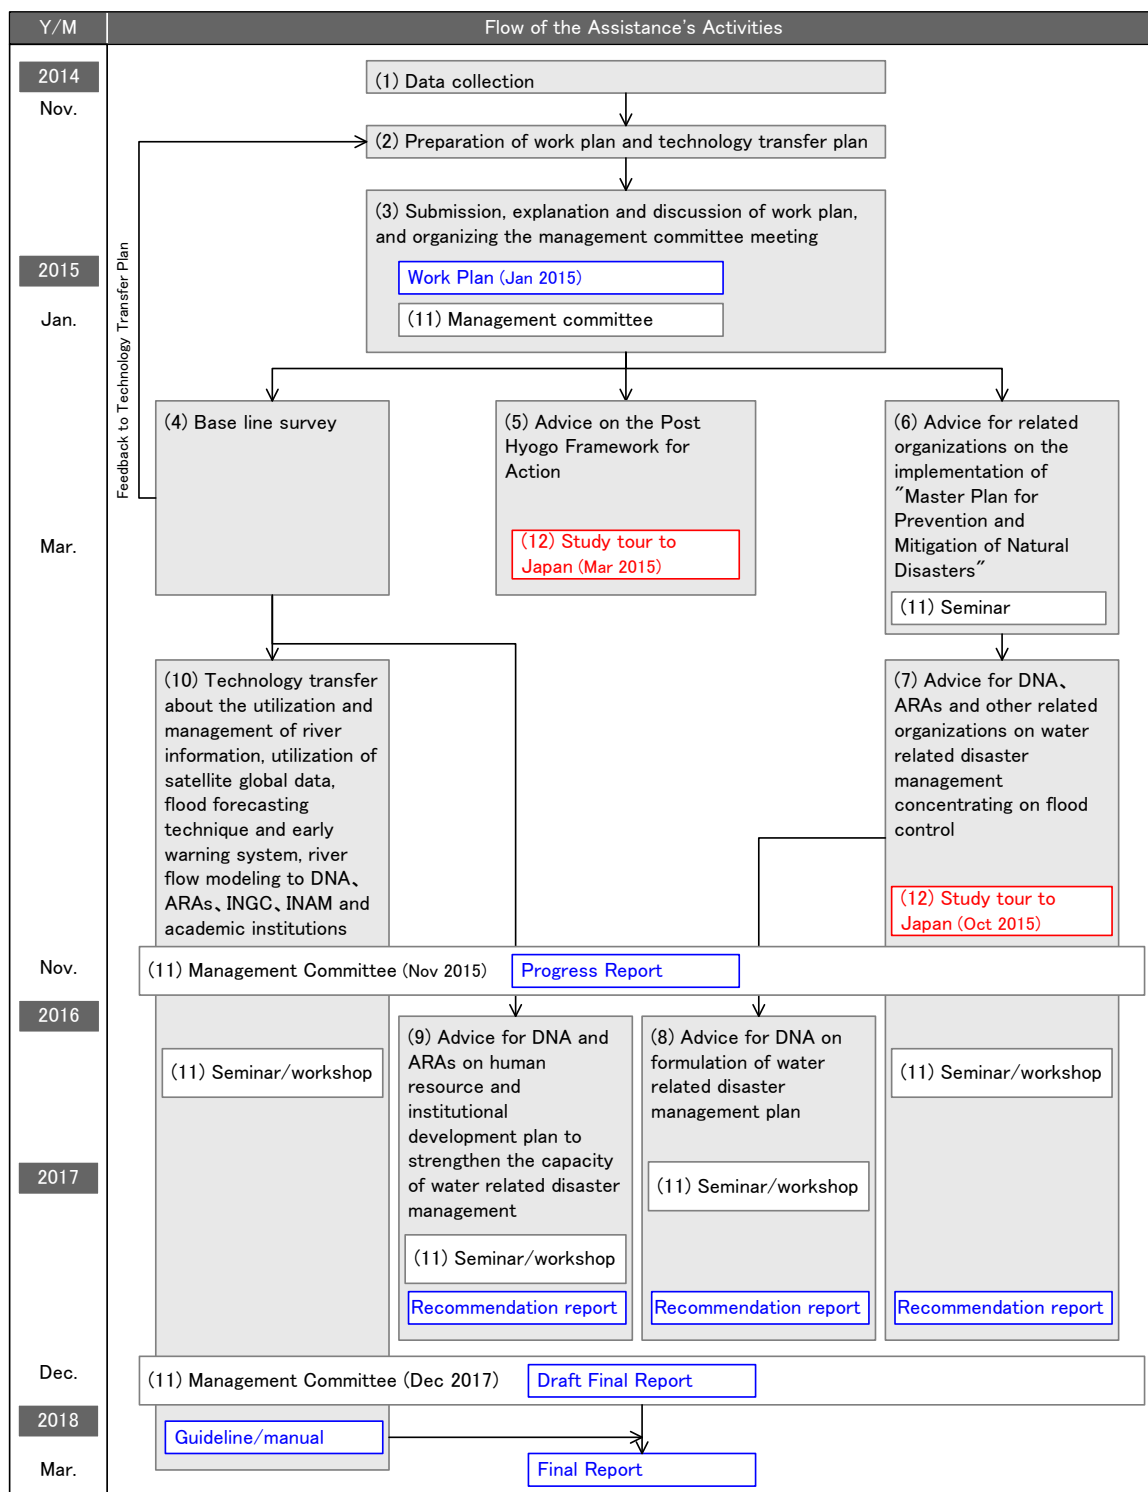 Y/M
Flow of the Assistance's Activities
2014
Nov.
(1) Data collection
(2) Preparation of work plan and technology transfer plan
(3) Submission, explanation and discussion of work plan,
and organizing the management committee meeting
2015
Work Plan (Jan 2015)
Jan.
(11) Management committee
Feedback to Technology Transfer Plan
(4) Base line survey
(5) Advice on the Post
Hyogo Framework for
Action
(12) Study tour to
Japan (Mar 2015)
(6) Advice for related
organizations on the
implementation of
"Master Plan for
Prevention and
Mitigation of Natural
Disasters"
(11) Seminar
Mar.
(10) Technology transfer
about the utilization and
management of river
information, utilization of
satellite global data,
flood forecasting
technique and early
warning system, river
flow modeling to DNA、
ARAs、INGC、INAM and
academic institutions
(7) Advice for DNA、
ARAs and other related
organizations on water
related disaster
management
concentrating on flood
control
(12) Study tour to
Japan (Oct 2015)
Nov.
(11) Management Committee (Nov 2015)
Progress Report
2016
(11) Seminar/workshop
(9) Advice for DNA and
ARAs on human
resource and
institutional
development plan to
strengthen the capacity
of water related disaster
management
(11) Seminar/workshop
Recommendation report
(8) Advice for DNA on
formulation of water
related disaster
management plan
(11) Seminar/workshop
Recommendation report
(11) Seminar/workshop
Recommendation report
2017
Dec.
(11) Management Committee (Dec 2017)
Draft Final Report
2018
Guideline/manual
Mar.
Final Report